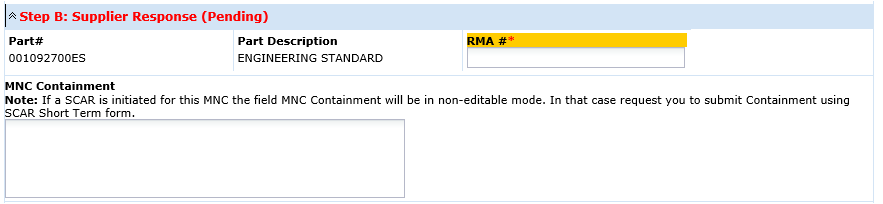 Step B: Supplier Response (Pending)
Part# Part Description RMA #*
001092700ES ENGINEERING STANDARD
MNC Containment
Note: If a SCAR is initiated for this MNC the field MNC Containment will be in non-editable mode. In that case request you to submit Containment using
SCAR Short Term form.